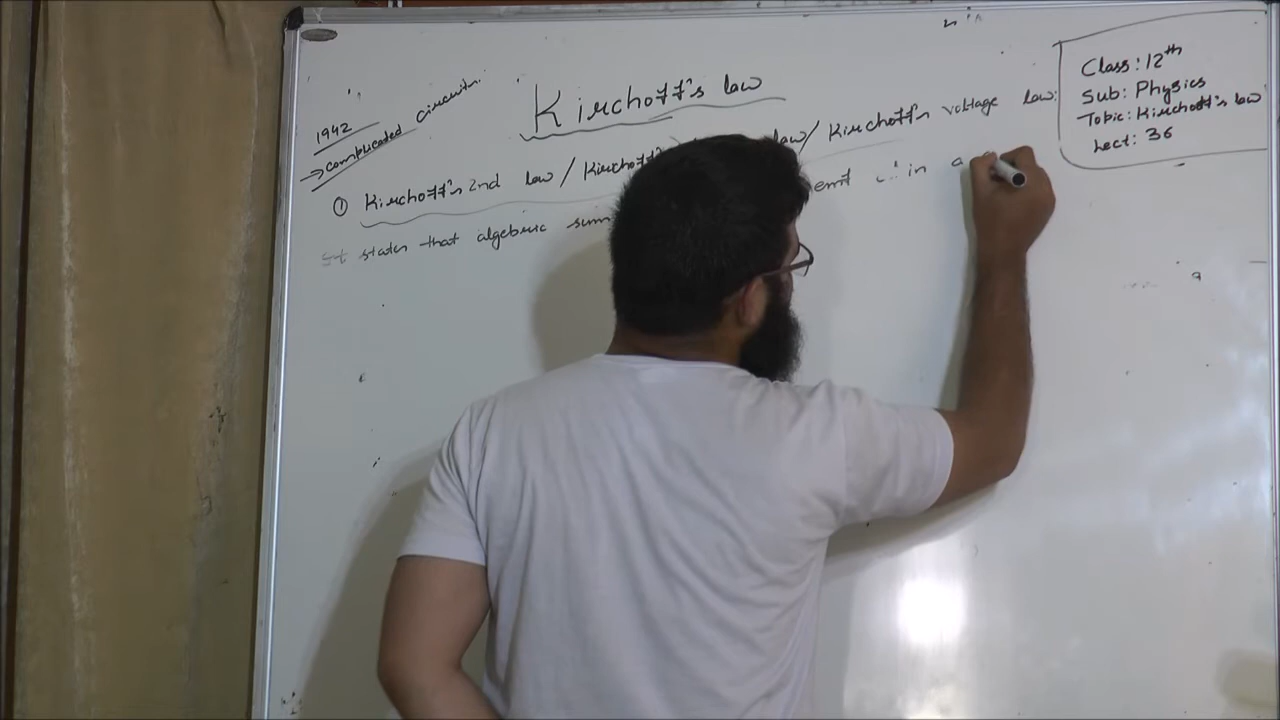 Class: 12th
Sub: Physics
Topic: Kirchoff's law
Lect: 36
Kirchoff's law
1942
→ complicated circuits.
① Kirchoff's 2nd law / Kirchoff's law / Kirchoff's voltage law:
It states that algebraic sum emf in a